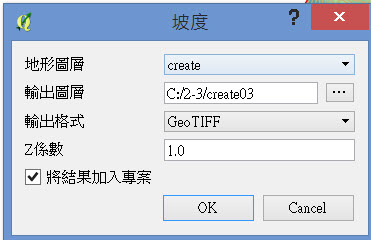 坡度
地形圖層 create
輸出圖層 C:/2-3/create03 ...
輸出格式 GeoTIFF
Z係數 1.0
將結果加入專案
OK Cancel